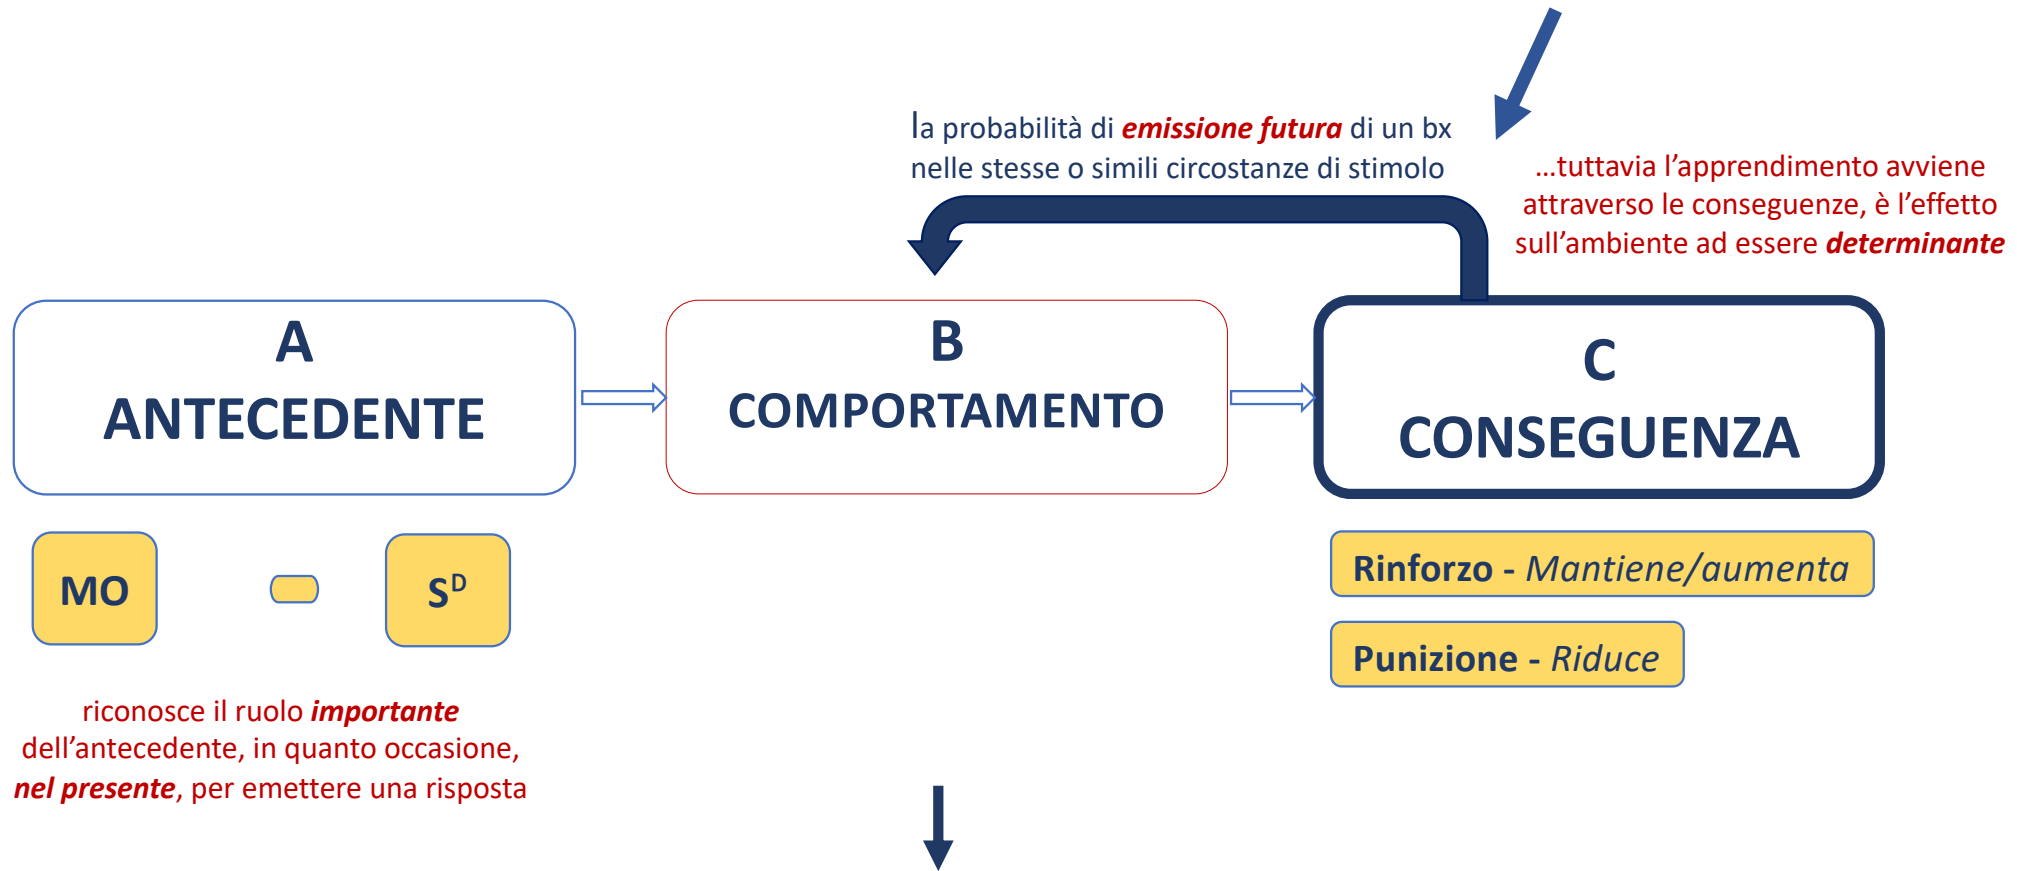 la probabilità di emissione futura di un bx
nelle stesse o simili circostanze di stimolo
…tuttavia l’apprendimento avviene
attraverso le conseguenze, è l’effetto
sull’ambiente ad essere determinante
A
ANTECEDENTE
B
COMPORTAMENTO
C
CONSEGUENZA
MO
S^D
Rinforzo - Mantiene/aumenta
Punizione - Riduce
riconosce il ruolo importante
dell’antecedente, in quanto occasione,
nel presente, per emettere una risposta